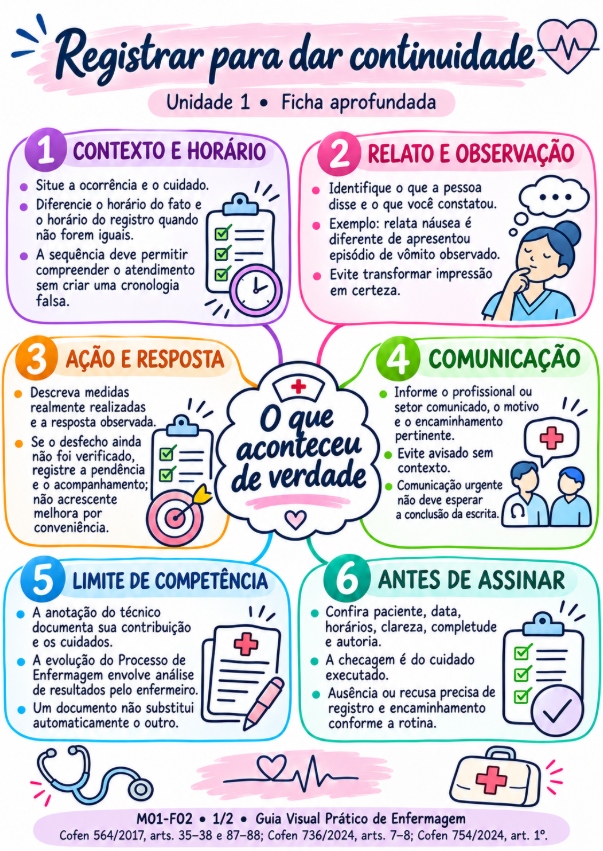 Registrar para dar continuidade
Unidade 1 • Ficha aprofundada
1 CONTEXTO E HORÁRIO
• Situe a ocorrência e o cuidado.
• Diferencie o horário do fato e
o horário do registro quando
não forem iguais.
• A sequência deve permitir
compreender o atendimento
sem criar uma cronologia
falsa.
2 RELATO E OBSERVAÇÃO
• Identifique o que a pessoa
disse e o que você constatou.
• Exemplo: relata náusea é
diferente de apresentou
episódio de vômito observado.
• Evite transformar impressão
em certeza.
3 AÇÃO E RESPOSTA
• Descreva medidas
realmente realizadas
e a resposta observada.
• Se o desfecho ainda
não foi verificado,
registre a pendência
e o acompanhamento;
não acrescente
melhora por
conveniência.
O que
aconteceu
de verdade
4 COMUNICAÇÃO
• Informe o profissional ou
setor comunicado, o motivo
e o encaminhamento
pertinente.
• Evite avisado sem
contexto.
• Comunicação urgente
não deve esperar
a conclusão da escrita.
5 LIMITE DE COMPETÊNCIA
• A anotação do técnico
documenta sua contribuição
e os cuidados.
• A evolução do Processo de
Enfermagem envolve análise
de resultados pelo enfermeiro.
• Um documento não substitui
automaticamente o outro.
6 ANTES DE ASSINAR
• Confira paciente, data,
horários, clareza, completude
e autoria.
• A checagem é do cuidado
executado.
• Ausência ou recusa precisa de
registro e encaminhamento
conforme a rotina.
M01-F02 • 1/2 • Guia Visual Prático de Enfermagem
Cofen 564/2017, arts. 35–38 e 87–88; Cofen 736/2024, arts. 7–8; Cofen 754/2024, art. 1º.